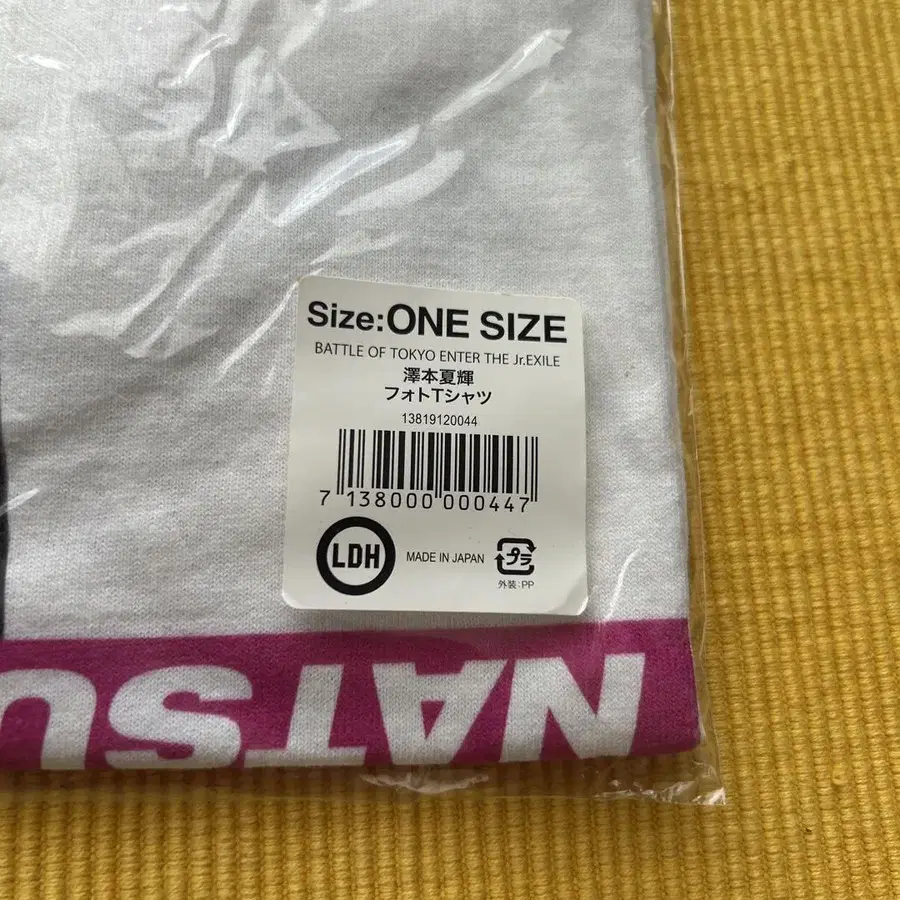 Size:ONE SIZE
BATTLE OF TOKYO ENTER THE Jr.EXILE
澤本夏輝
フォトTシャツ
13819120044
7 138000 000447
LDH
MADE IN JAPAN
プラ
外装:PP
NATSU